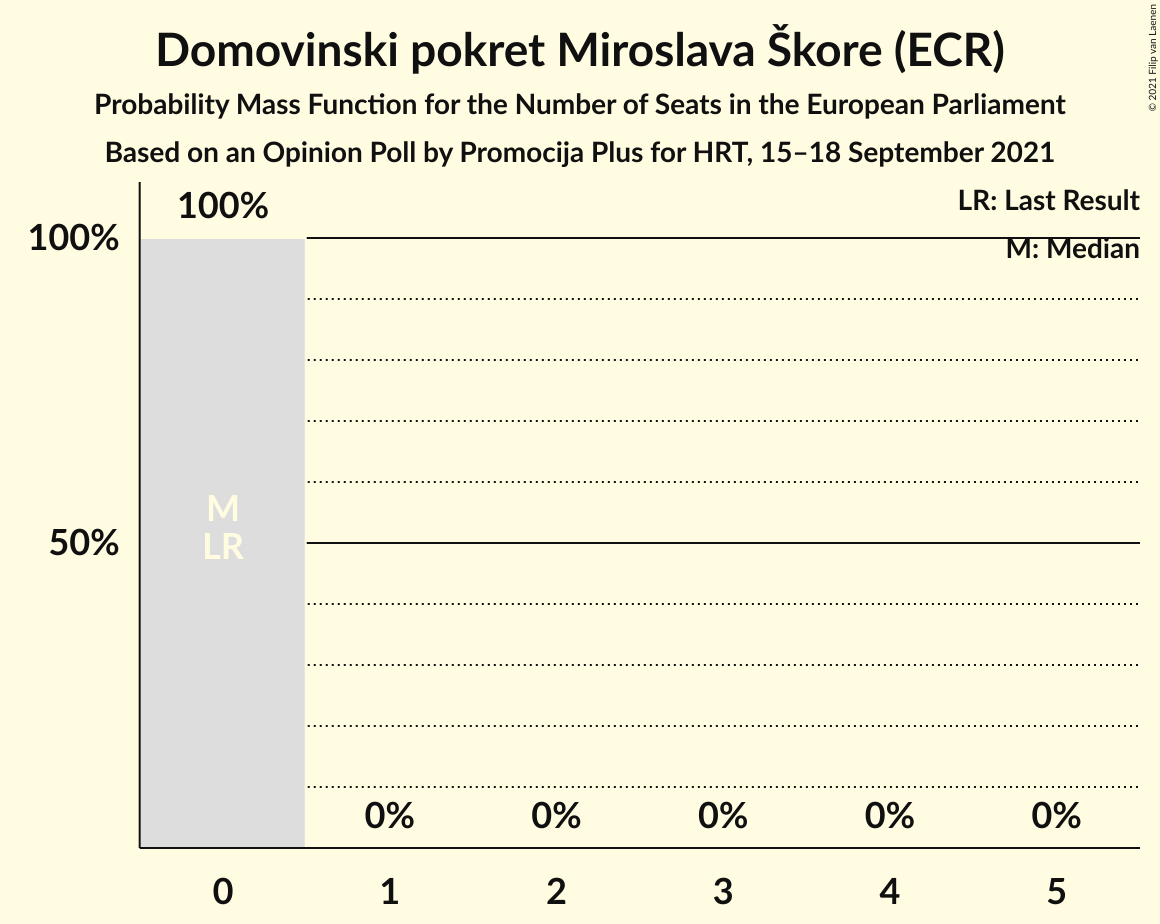 Domovinski pokret Miroslava Škore (ECR)
Probability Mass Function for the Number of Seats in the European Parliament
Based on an Opinion Poll by Promocija Plus for HRT, 15–18 September 2021
© 2021 Filip van Laenen
LR: Last Result
M: Median
100%
100%
50%
M
LR
0% 0% 0% 0% 0%
0 1 2 3 4 5